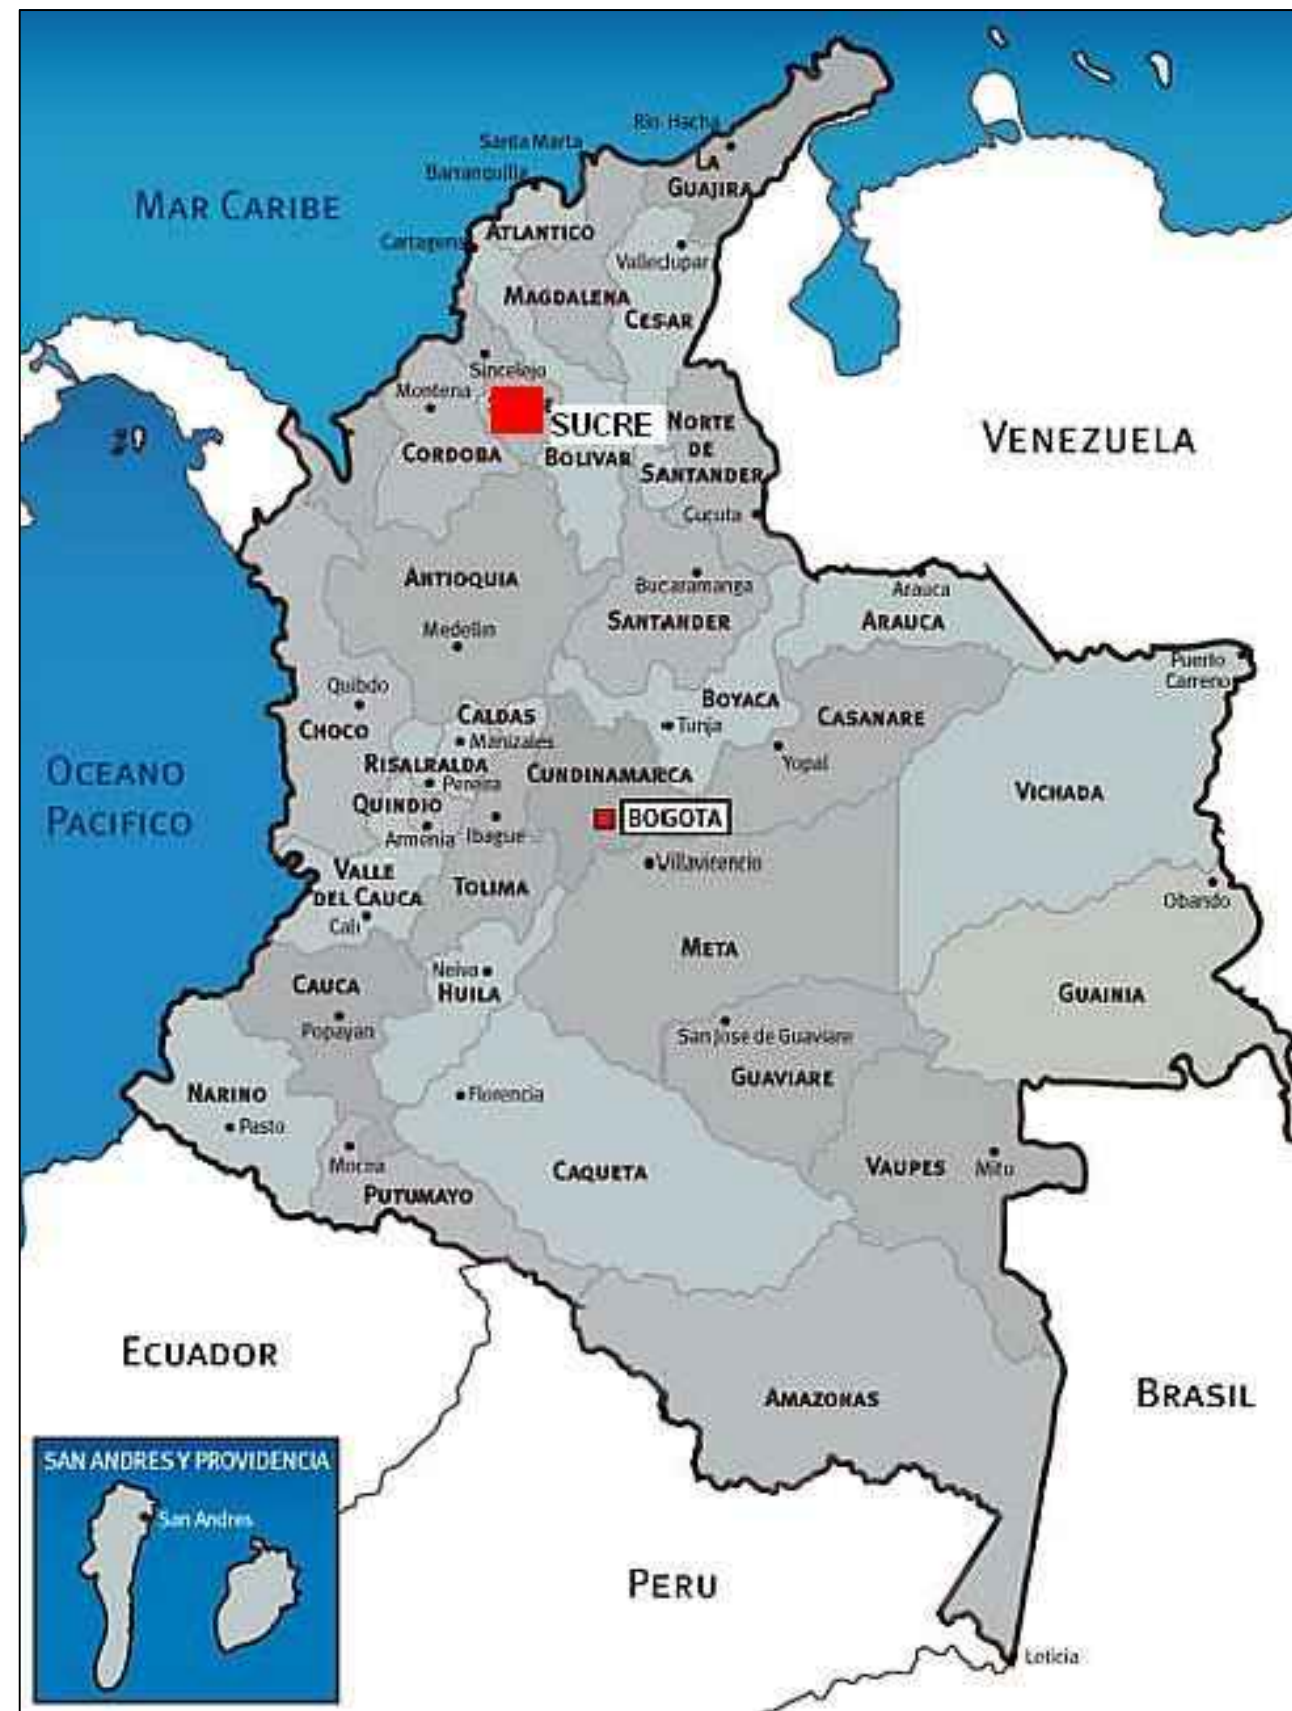 Rio Hacha
Santa Marta
LA
GUAJIRA
Barranquilla
MAR CARIBE
ATLANTICO
Cartagena
Valledupar
MAGDALENA
CESAR
Sincelejo
Monteria
SUCRE
NORTE
DE
SANTANDER
VENEZUELA
CORDOBA
BOLIVAR
Cucuta
ANTIOQUIA
Bucaramanga
Arauca
SANTANDER
ARAUCA
Medellin
Puerto
Carreno
Quibdo
BOYACA
CALDAS
CASANARE
CHOCO
Tunja
Manizales
RISALRALDA
CUNDINAMARCA
Yopal
OCEANO
PACIFICO
Pereira
VICHADA
QUINDIO
BOGOTA
Armenia
Ibague
Villavicencio
VALLE
DEL CAUCA
TOLIMA
Obando
Cali
META
Neiva
CAUCA
HUILA
GUAINIA
Popayan
San Jose de Guaviare
GUAVIARE
NARINO
Florencia
Pasto
Mocoa
CAQUETA
VAUPES
Mitu
PUTUMAYO
ECUADOR
AMAZONAS
BRASIL
SAN ANDRES Y PROVIDENCIA
San Andres
PERU
Leticia